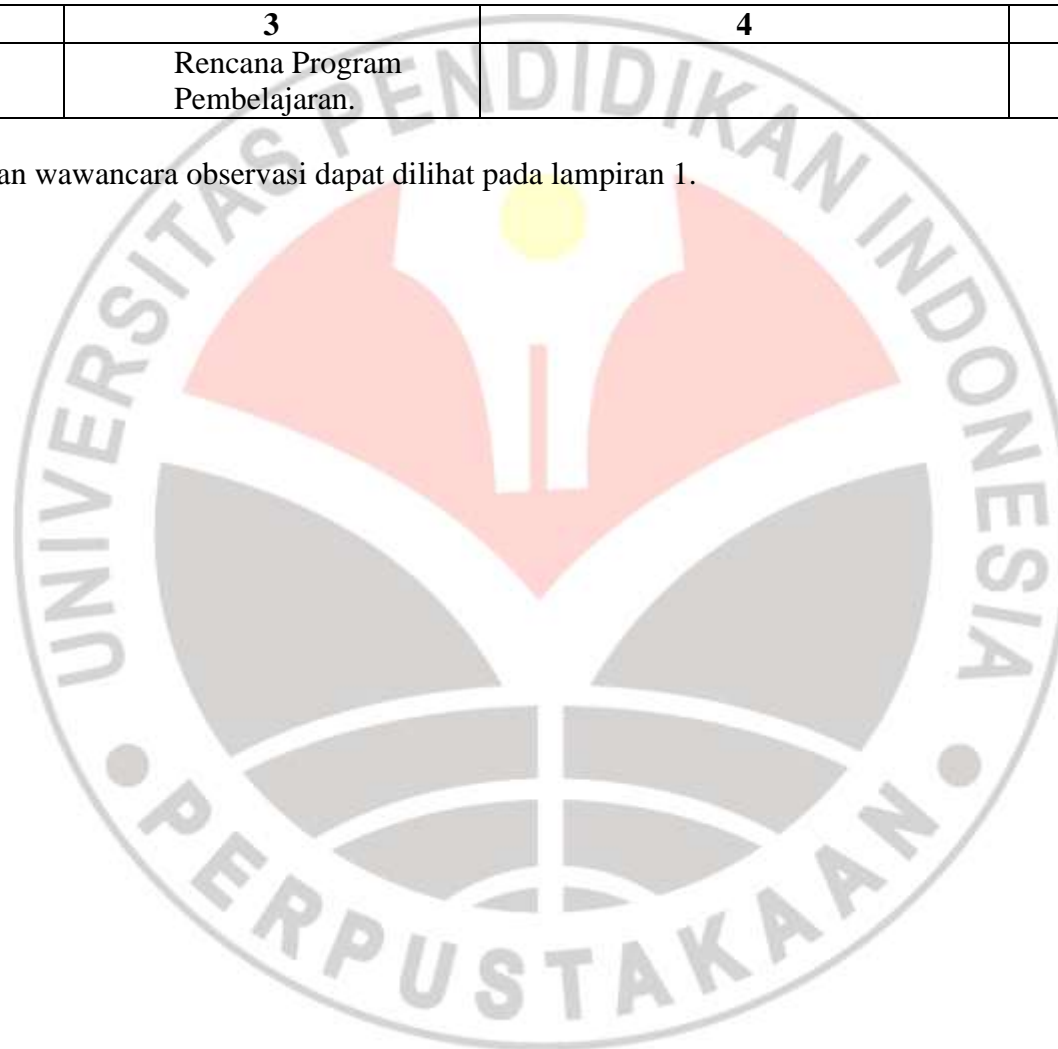 3 4
Rencana Program
Pembelajaran.
an wawancara observasi dapat dilihat pada lampiran 1.
UNIVERSITAS PENDIDIKAN INDONESIA
PERPUSTAKAAN